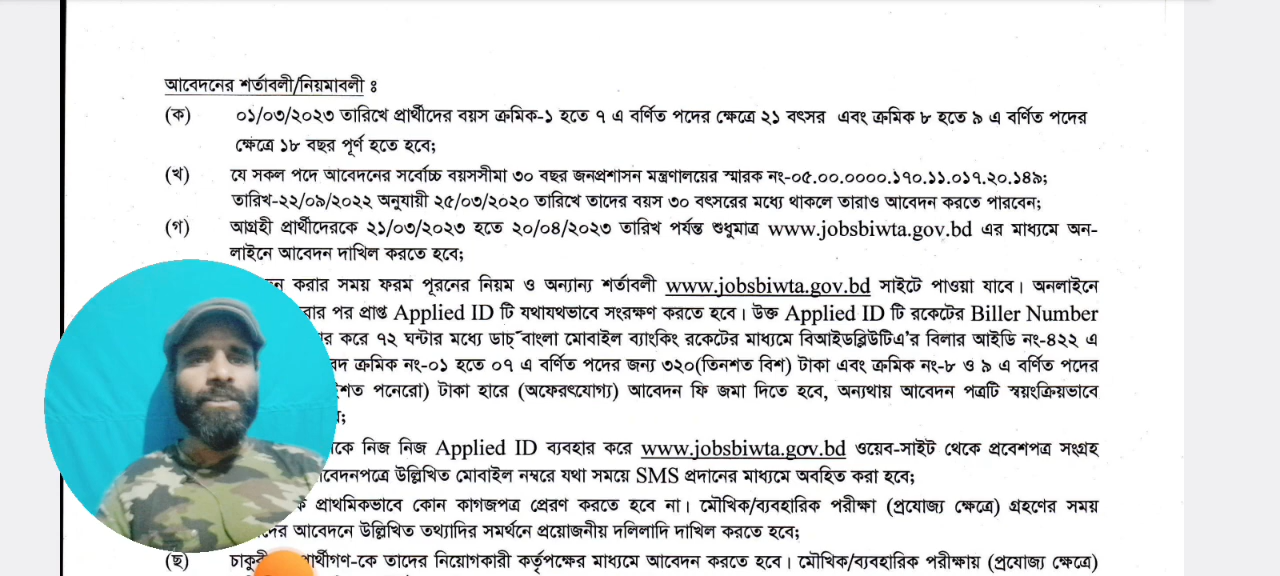 আবেদনের শর্তাবলী/নিয়মাবলী ঃ
(ক) ০১/০৩/২০২৩ তারিখে প্রার্থীদের বয়স ক্রমিক-১ হতে ৭ এ বর্ণিত পদের ক্ষেত্রে ২১ বৎসর এবং ক্রমিক ৮ হতে ৯ এ বর্ণিত পদের
ক্ষেত্রে ১৮ বছর পূর্ণ হতে হবে;
(খ) যে সকল পদে আবেদনের সর্বোচ্চ বয়সসীমা ৩০ বছর জনপ্রশাসন মন্ত্রণালয়ের স্মারক নং-০৫.০০.০০০০.১৭০.১১.০১৭.২০.১৪৯;
তারিখ-২২/০৯/২০২২ অনুযায়ী ২৫/০৩/২০২০ তারিখে তাদের বয়স ৩০ বৎসরের মধ্যে থাকলে তারাও আবেদন করতে পারবেন;
(গ) আগ্রহী প্রার্থীদেরকে ২১/০৩/২০২৩ হতে ২০/০৪/২০২৩ তারিখ পর্যন্ত শুধুমাত্র www.jobsbiwta.gov.bd এর মাধ্যমে অন-
লাইনে আবেদন দাখিল করতে হবে;
করার সময় ফরম পূরনের নিয়ম ও অন্যান্য শর্তাবলী www.jobsbiwta.gov.bd সাইটে পাওয়া যাবে। অনলাইনে
পর প্রাপ্ত Applied ID টি যথাযথভাবে সংরক্ষণ করতে হবে। উক্ত Applied ID টি রকেটের Biller Number
করে ৭২ ঘন্টার মধ্যে ডাচ্‌বাংলা মোবাইল ব্যাংকিং রকেটের মাধ্যমে বিআইডব্লিউটিএ'র বিলার আইডি নং-৪২২ এ
ক্রমিক নং-০১ হতে ০৭ এ বর্ণিত পদের জন্য ৩২০(তিনশত বিশ) টাকা এবং ক্রমিক নং-৮ ও ৯ এ বর্ণিত পদের
পনেরো) টাকা হারে (অফেরৎযোগ্য) আবেদন ফি জমা দিতে হবে, অন্যথায় আবেদন পত্রটি স্বয়ংক্রিয়ভাবে
নিজ নিজ Applied ID ব্যবহার করে www.jobsbiwta.gov.bd ওয়েব-সাইট থেকে প্রবেশপত্র সংগ্রহ
উল্লিখিত মোবাইল নম্বরে যথা সময়ে SMS প্রদানের মাধ্যমে অবহিত করা হবে;
প্রাথমিকভাবে কোন কাগজপত্র প্রেরণ করতে হবে না। মৌখিক/ব্যবহারিক পরীক্ষা (প্রযোজ্য ক্ষেত্রে) গ্রহণের সময়
আবেদনে উল্লিখিত তথ্যাদির সমর্থনে প্রয়োজনীয় দলিলাদি দাখিল করতে হবে;
(ছ) তাদের নিয়োগকারী কর্তৃপক্ষের মাধ্যমে আবেদন করতে হবে। মৌখিক/ব্যবহারিক পরীক্ষায় (প্রযোজ্য ক্ষেত্রে)